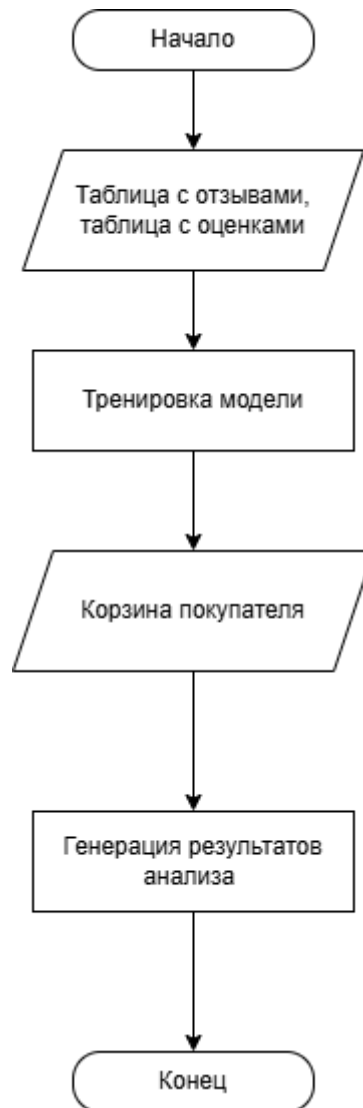 Начало
Таблица с отзывами,
таблица с оценками
Тренировка модели
Корзина покупателя
Генерация результатов
анализа
Конец